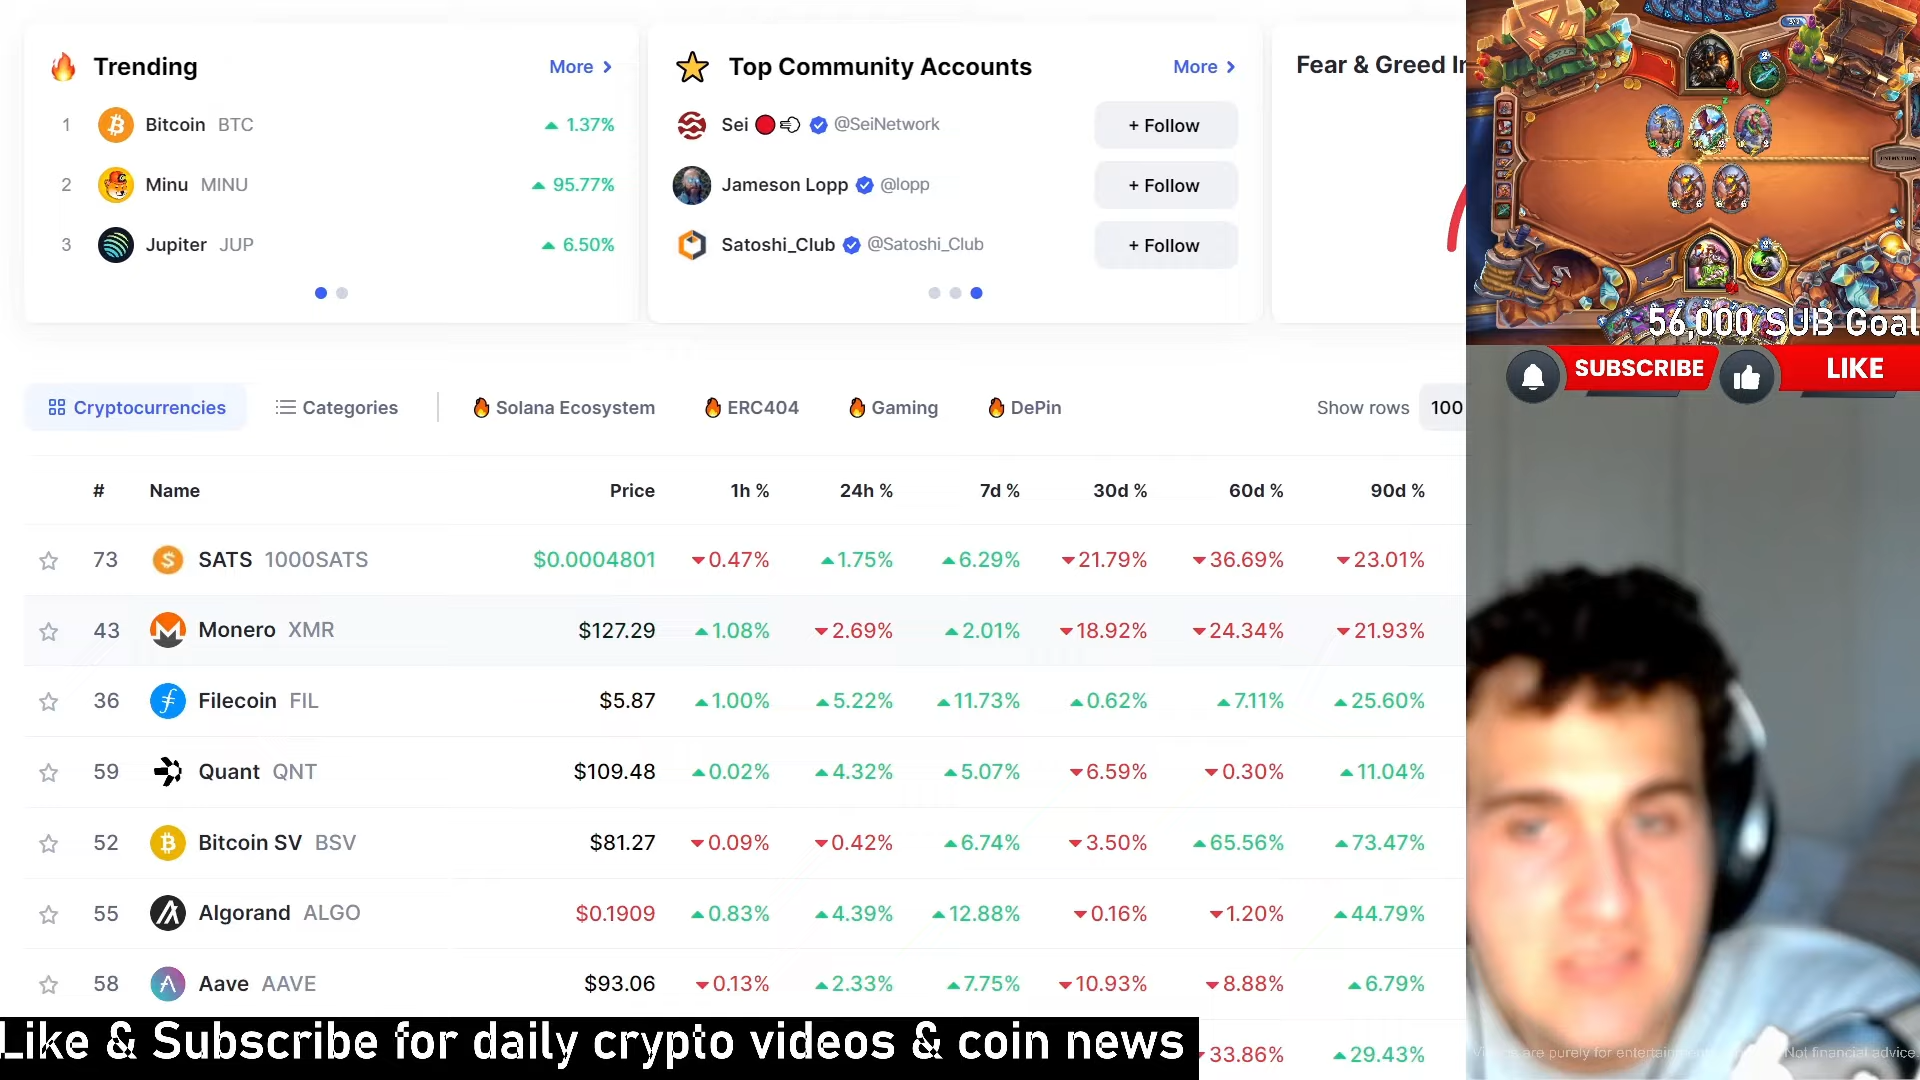 Trending
More
1 Bitcoin BTC 1.37%
2 Minu MINU 95.77%
3 Jupiter JUP 6.50%
Top Community Accounts
More
Sei @SeiNetwork + Follow
Jameson Lopp @lopp + Follow
Satoshi_Club @Satoshi_Club + Follow
Fear & Greed In
56,000 SUB Goal
SUBSCRIBE
LIKE
Cryptocurrencies Categories Solana Ecosystem ERC404 Gaming DePin Show rows 100
# Name Price 1h % 24h % 7d % 30d % 60d % 90d %
73 SATS 1000SATS $0.0004801 0.47% 1.75% 6.29% 21.79% 36.69% 23.01%
43 Monero XMR $127.29 1.08% 2.69% 2.01% 18.92% 24.34% 21.93%
36 Filecoin FIL $5.87 1.00% 5.22% 11.73% 0.62% 7.11% 25.60%
59 Quant QNT $109.48 0.02% 4.32% 5.07% 6.59% 0.30% 11.04%
52 Bitcoin SV BSV $81.27 0.09% 0.42% 6.74% 3.50% 65.56% 73.47%
55 Algorand ALGO $0.1909 0.83% 4.39% 12.88% 0.16% 1.20% 44.79%
58 Aave AAVE $93.06 0.13% 2.33% 7.75% 10.93% 8.88% 6.79%
33.86% 29.43%
Like & Subscribe for daily crypto videos & coin news
are purely for Not financial advice